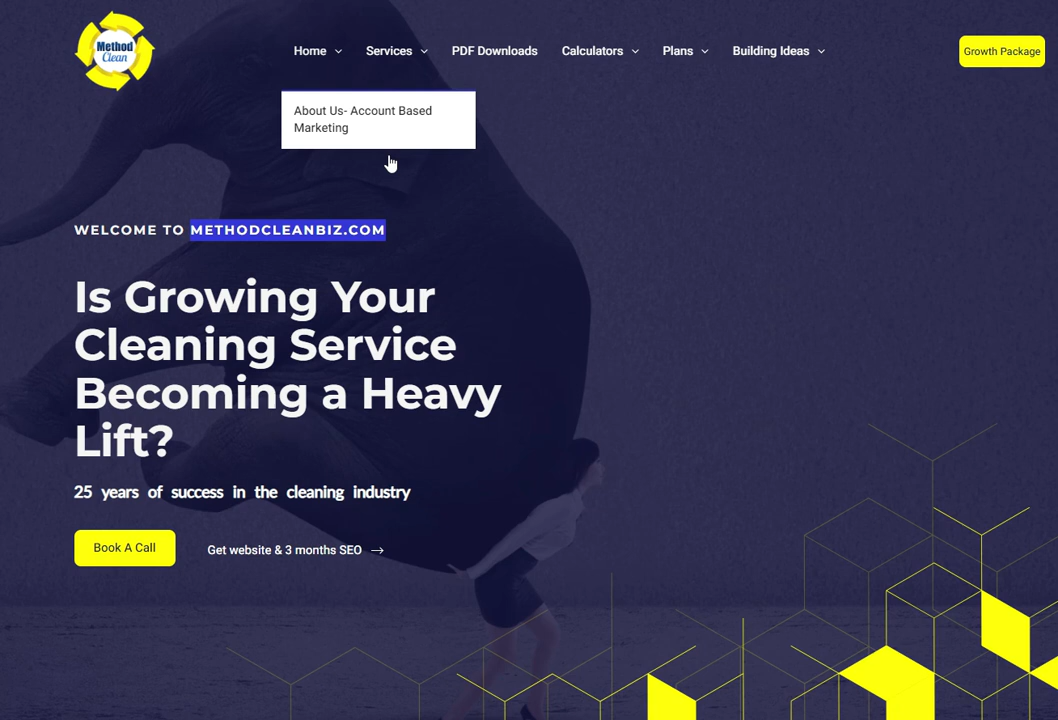 Method
Clean
Home
Services
PDF Downloads
Calculators
Plans
Building Ideas
Growth Package
About Us- Account Based
Marketing
WELCOME TO METHODCLEANBIZ.COM
Is Growing Your
Cleaning Service
Becoming a Heavy
Lift?
25 years of success in the cleaning industry
Book A Call
Get website & 3 months SEO →